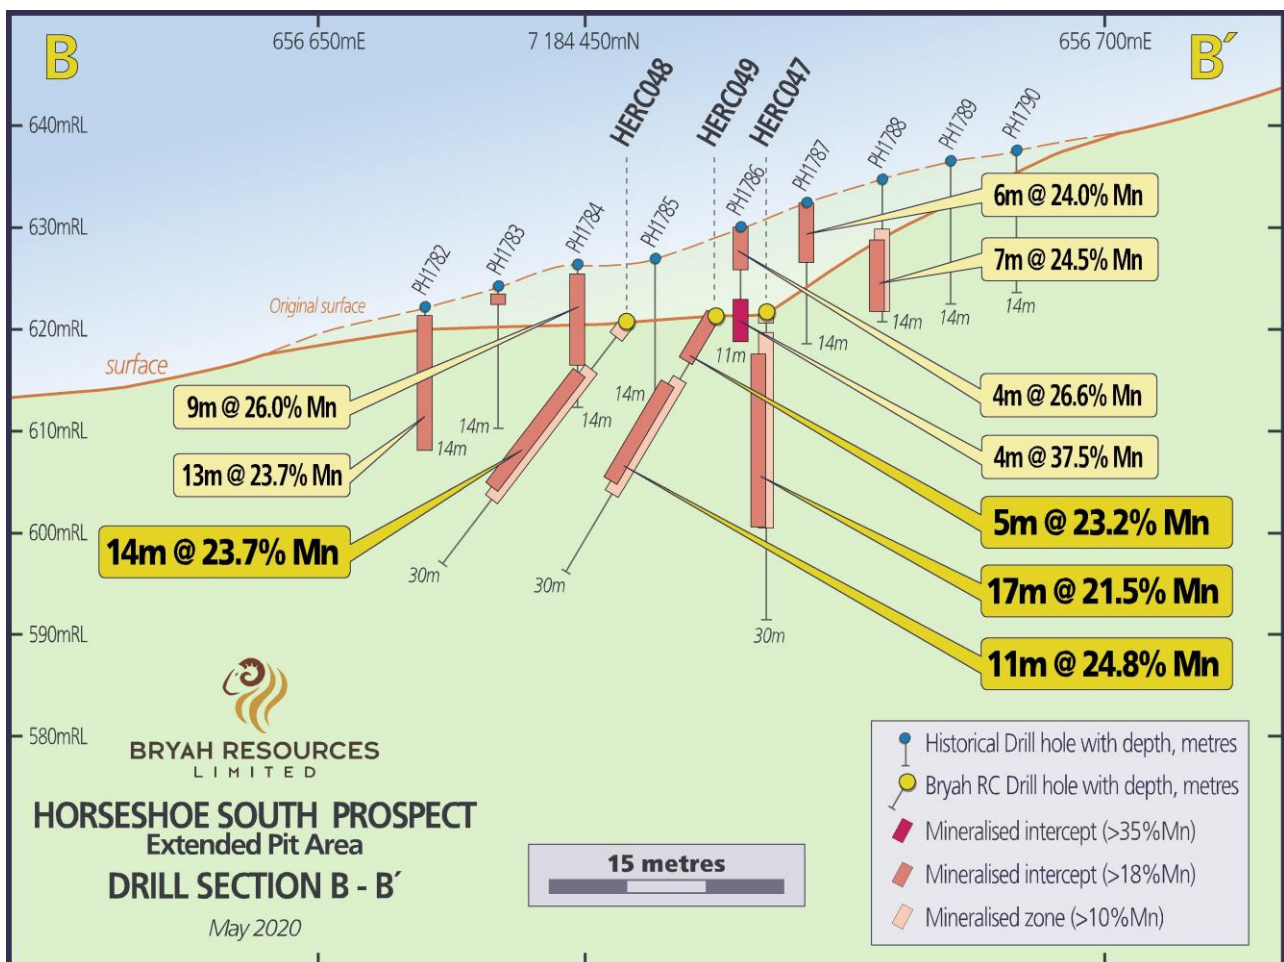 B
656 650mE
7 184 450mN
656 700mE
B´
HERC048
HERC049
HERC047
640mRL
630mRL
620mRL
610mRL
600mRL
590mRL
580mRL
PH1782
PH1783
PH1784
PH1785
PH1786
PH1787
PH1788
PH1789
PH1790
Original surface
surface
6m @ 24.0% Mn
7m @ 24.5% Mn
14m
14m
14m
14m
11m
14m
14m
14m
14m
9m @ 26.0% Mn
13m @ 23.7% Mn
14m @ 23.7% Mn
4m @ 26.6% Mn
4m @ 37.5% Mn
5m @ 23.2% Mn
17m @ 21.5% Mn
11m @ 24.8% Mn
30m
30m
30m
BRYAH RESOURCES
LIMITED
HORSESHOE SOUTH PROSPECT
Extended Pit Area
DRILL SECTION B - B´
May 2020
15 metres
Historical Drill hole with depth, metres
Bryah RC Drill hole with depth, metres
Mineralised intercept (>35%Mn)
Mineralised intercept (>18%Mn)
Mineralised zone (>10%Mn)